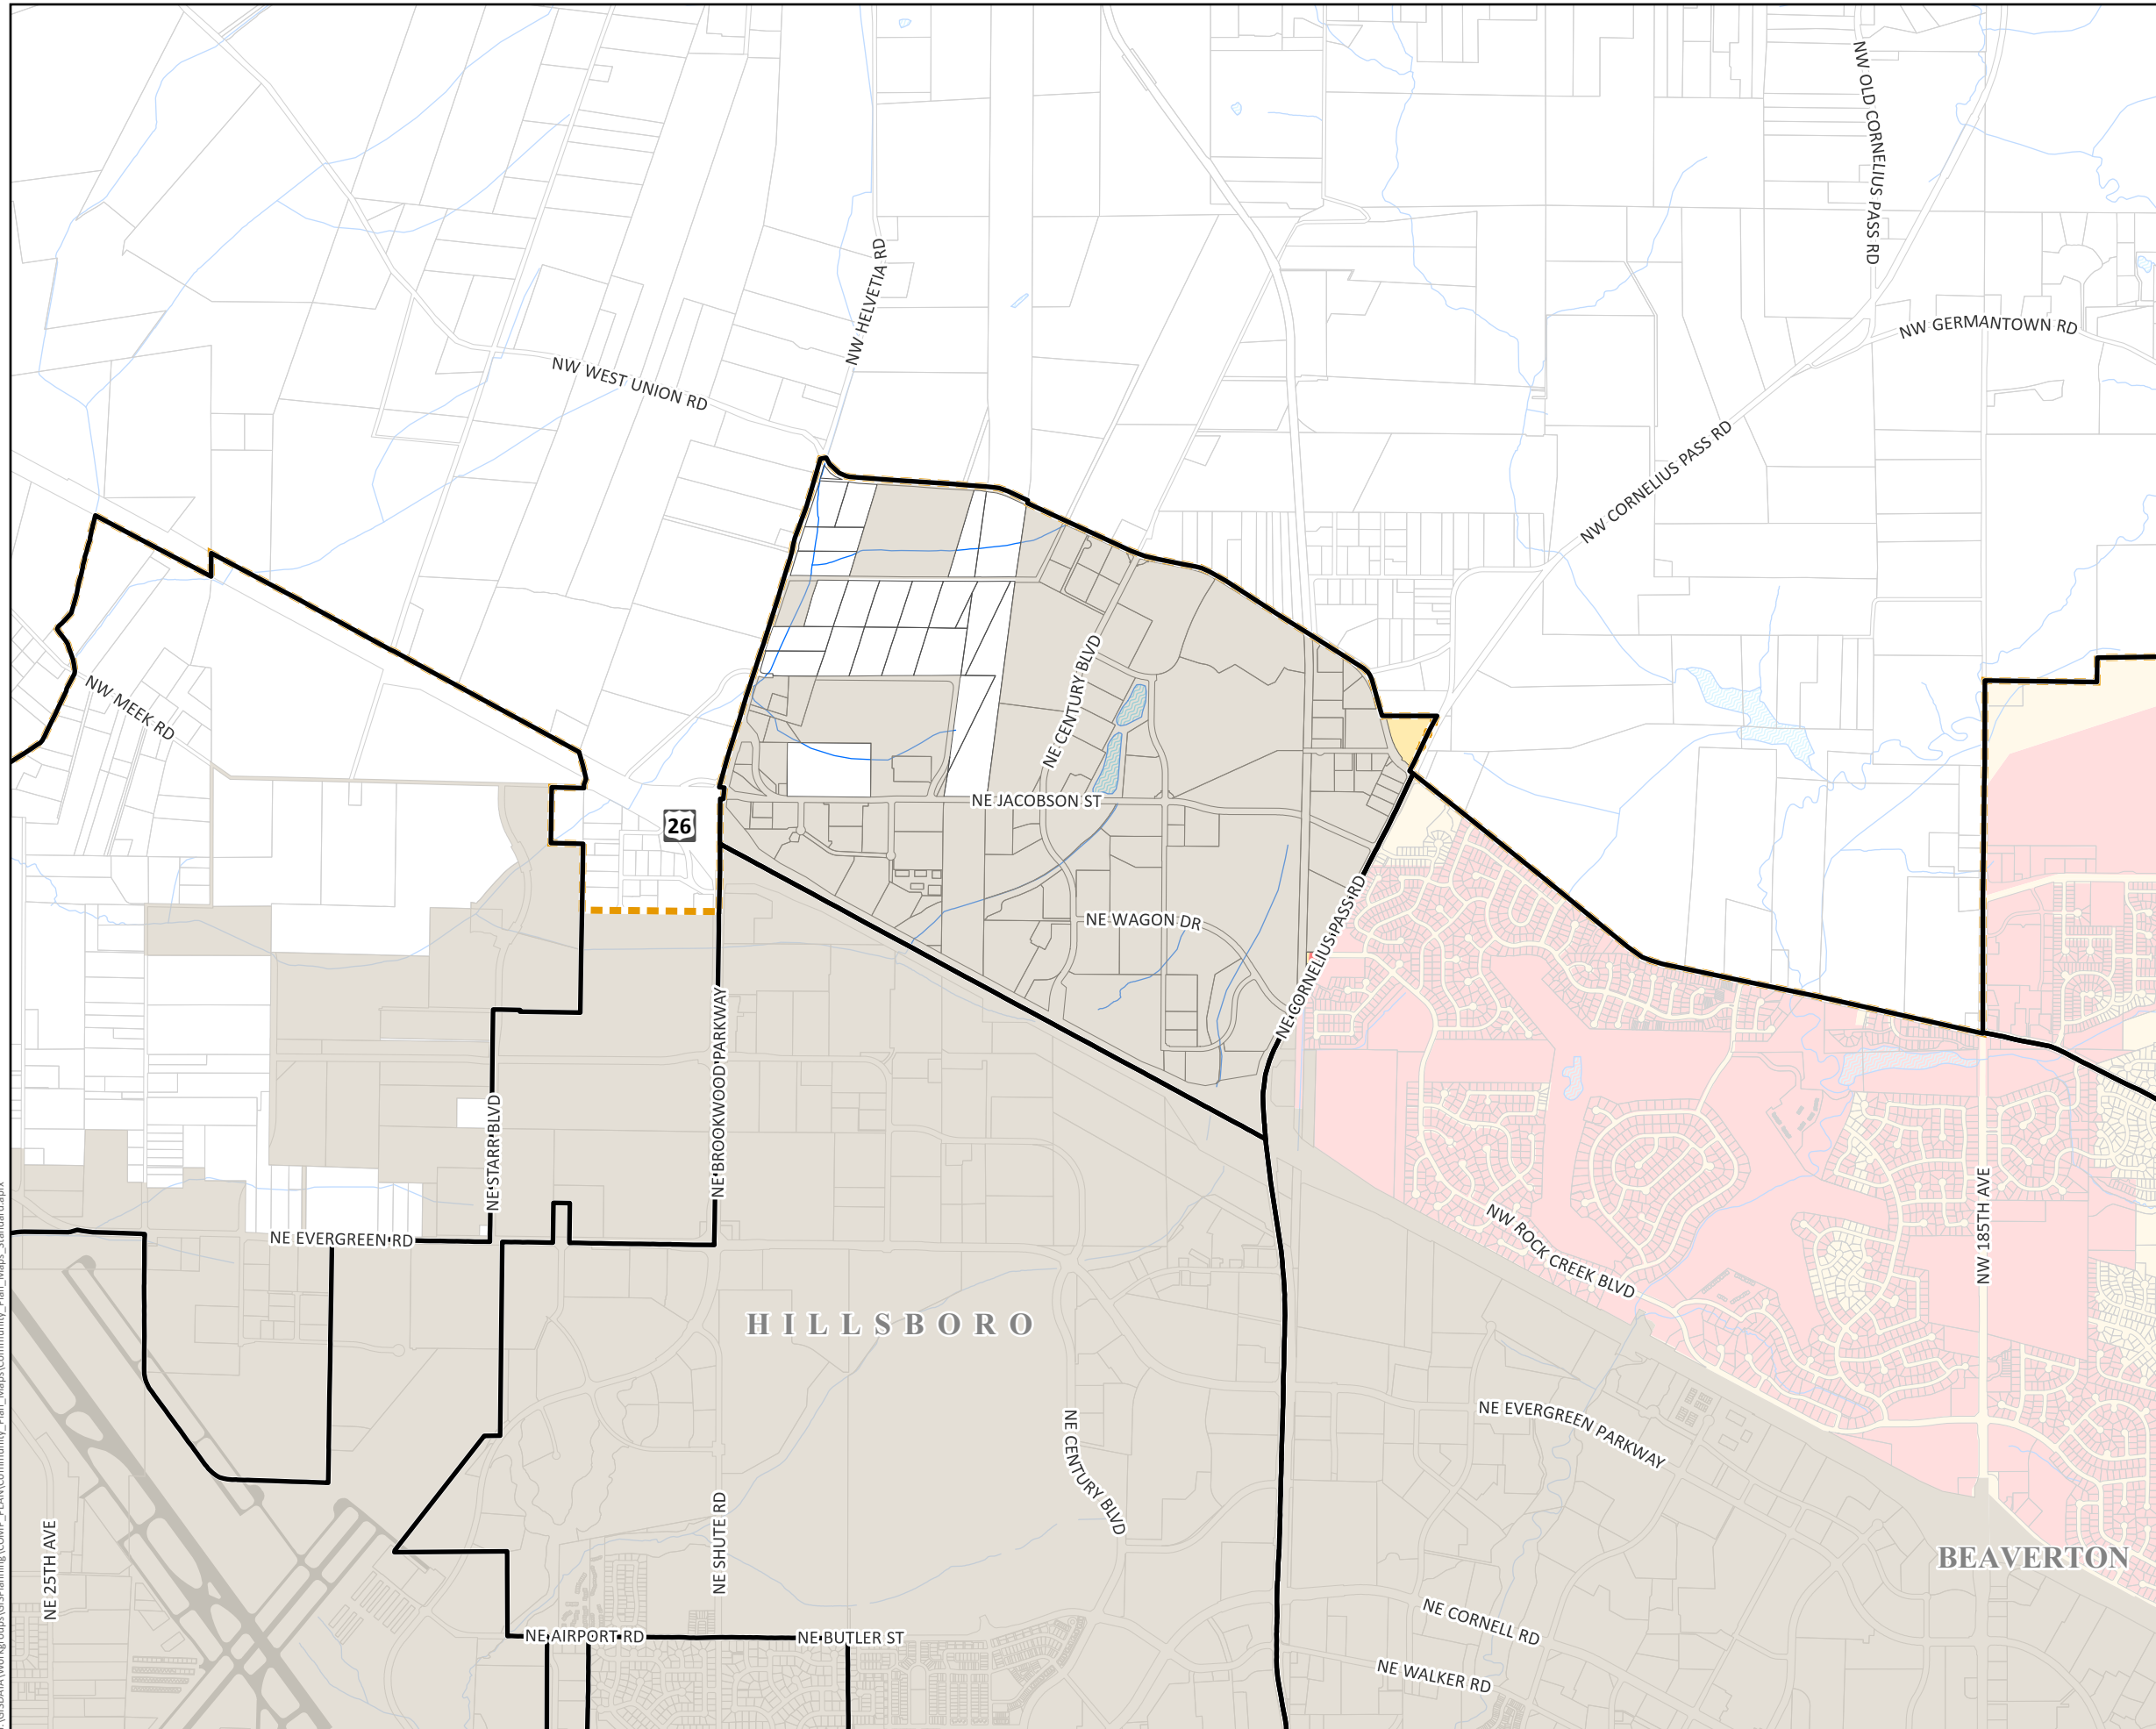 NW OLD CORNELIUS PASS RD
NW HELVETIA RD
NW GERMANTOWN RD
NW WEST UNION RD
NW CORNELIUS PASS RD
NW MEEK RD
NE CENTURY BLVD
NE JACOBSON ST
26
NE WAGON DR
NE CORNELIUS PASS RD
NE BROOKWOOD PARKWAY
NE STARR BLVD
NE EVERGREEN RD
NW 185TH AVE
NW ROCK CREEK BLVD
HILLSBORO
NE EVERGREEN PARKWAY
NE CENTURY BLVD
NE SHUTE RD
NE 25TH AVE
BEAVERTON
NE CORNELL RD
NE AIRPORT RD
NE BUTLER ST
NE WALKER RD